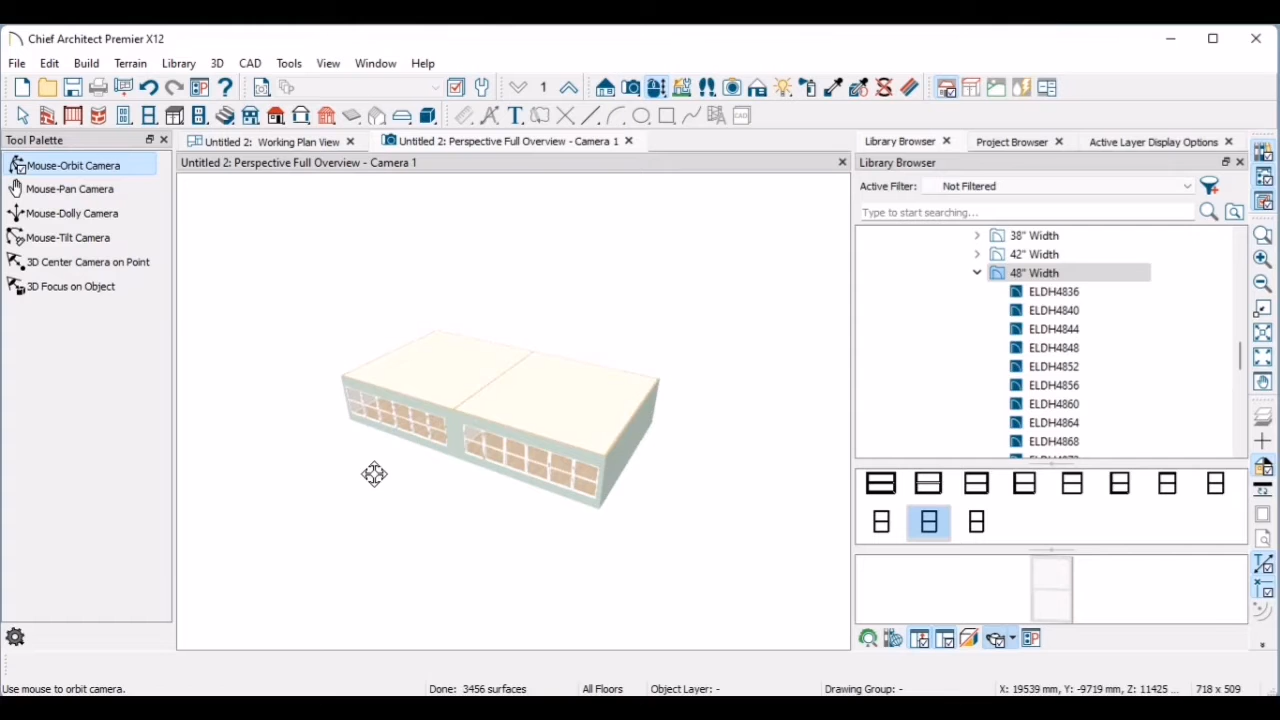 Chief Architect Premier X12
File Edit Build Terrain Library 3D CAD Tools View Window Help
1
Tool Palette
Untitled 2: Working Plan View
Untitled 2: Perspective Full Overview - Camera 1
Library Browser
Project Browser
Active Layer Display Options
Mouse-Orbit Camera
Mouse-Pan Camera
Mouse-Dolly Camera
Mouse-Tilt Camera
3D Center Camera on Point
3D Focus on Object
Untitled 2: Perspective Full Overview - Camera 1
Library Browser
Active Filter: Not Filtered
Type to start searching...
38" Width
42" Width
48" Width
ELDH4836
ELDH4840
ELDH4844
ELDH4848
ELDH4852
ELDH4856
ELDH4860
ELDH4864
ELDH4868
Use mouse to orbit camera.
Done: 3456 surfaces
All Floors
Object Layer: -
Drawing Group: -
X: 19539 mm, Y: -9719 mm, Z: 11425 ...
718 x 509